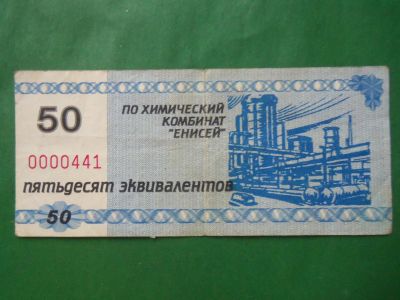 50
ПО ХИМИЧЕСКИЙ
КОМБИНАТ
"ЕНИСЕЙ"
0000441
пятьдесят эквивалентов
50